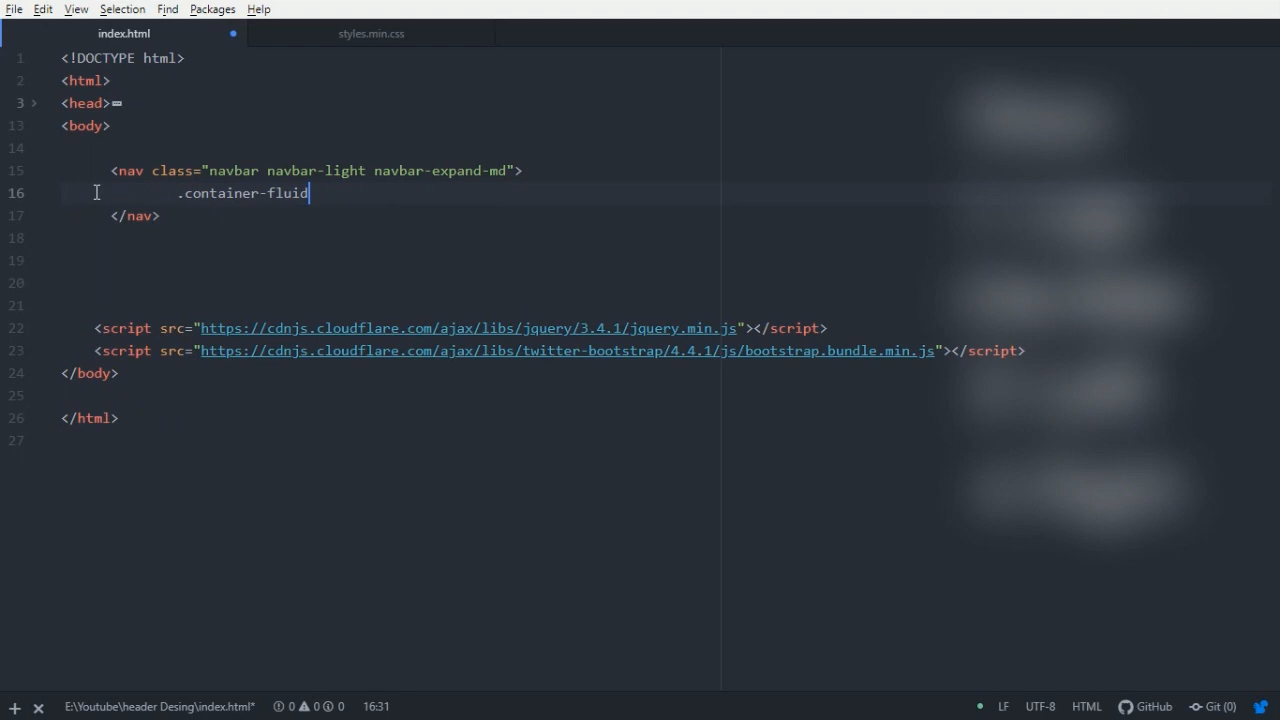 File Edit View Selection Find Packages Help
index.html styles.min.css
1 <!DOCTYPE html>
2 <html>
3 <head>
13 <body>
14
15 <nav class="navbar navbar-light navbar-expand-md">
16 .container-fluid
17 </nav>
18
19
20
21
22 <script src="https://cdnjs.cloudflare.com/ajax/libs/jquery/3.4.1/jquery.min.js"></script>
23 <script src="https://cdnjs.cloudflare.com/ajax/libs/twitter-bootstrap/4.4.1/js/bootstrap.bundle.min.js"></script>
24 </body>
25
26 </html>
27
E:\Youtube\header Desing\index.html* 0 0 0 16:31 LF UTF-8 HTML GitHub Git (0)